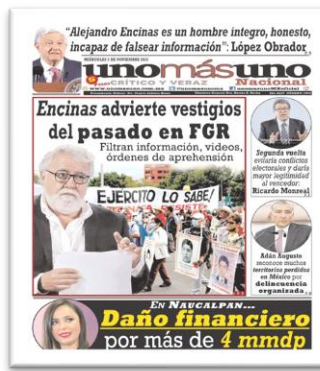 "Alejandro Encinas es un hombre íntegro, honesto,
incapaz de falsear información": López Obrador
unomásuno
CRÍTICO Y VERAZ
Nacional
Encinas advierte vestigios
del pasado en FGR
Filtran información, videos,
órdenes de aprehensión
EJERCITO LO SABE!
Segunda vuelta
evitaría conflictos
electorales y daría
mayor legitimidad
al vencedor:
Ricardo Monreal
Adán Augusto
reconoce muchos
territorios perdidos
en México por
delincuencia
organizada
EN NAUCALPAN...
Daño financiero
por más de 4 mmdp